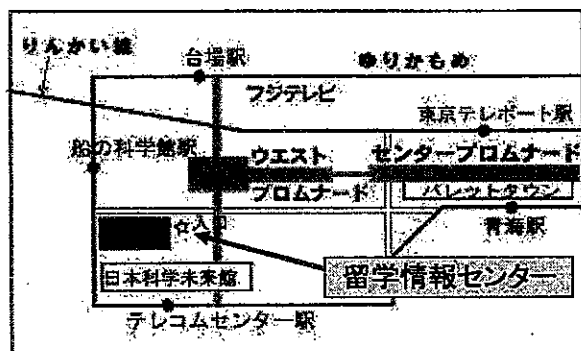 りんかい線
台場駅
ゆりかもめ
フジテレビ
東京テレポート駅
船の科学館駅
ウエスト
プロムナード
センタープロムナード
パレットタウン
青海駅
☆入口
留学情報センター
日本科学未来館
テレコムセンター駅